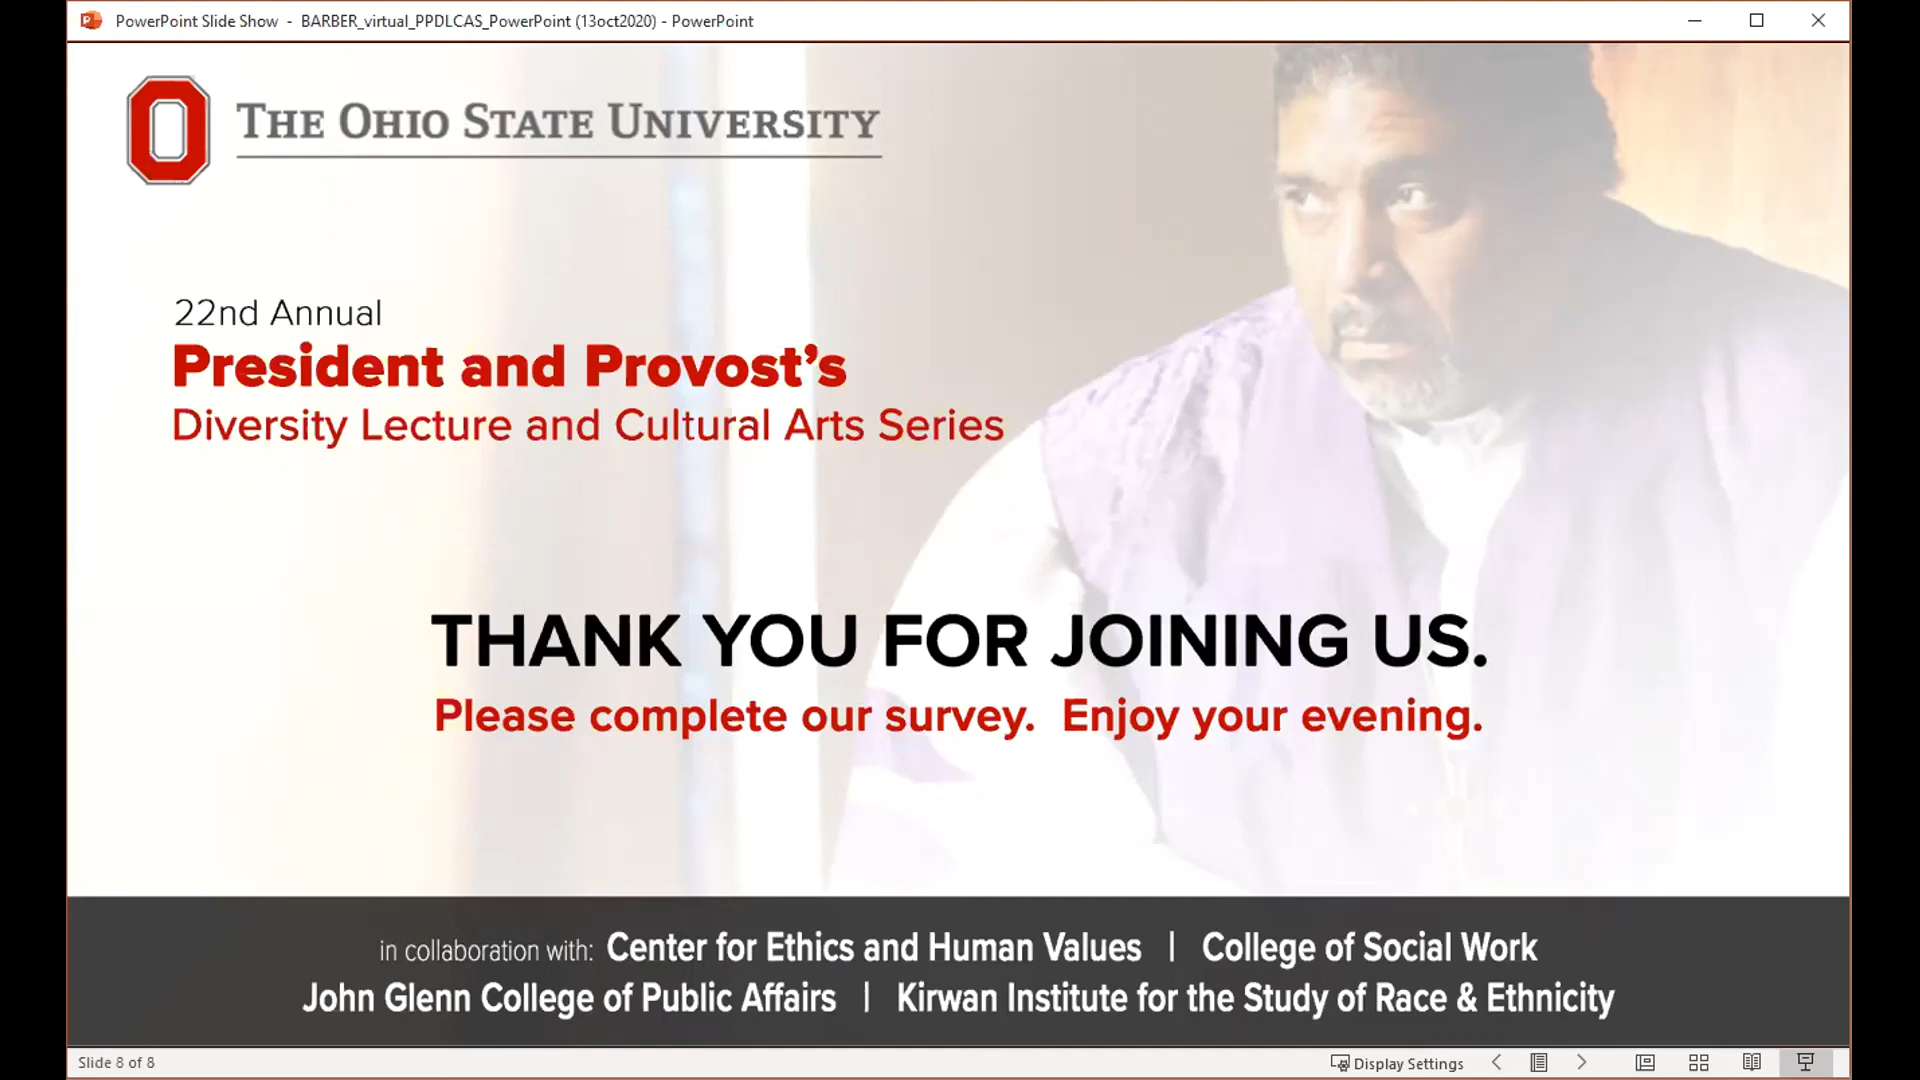 PowerPoint Slide Show - BARBER_virtual_PPDLCAS_PowerPoint (13oct2020) - PowerPoint
THE OHIO STATE UNIVERSITY
22nd Annual
President and Provost’s
Diversity Lecture and Cultural Arts Series
THANK YOU FOR JOINING US.
Please complete our survey. Enjoy your evening.
in collaboration with: Center for Ethics and Human Values | College of Social Work
John Glenn College of Public Affairs | Kirwan Institute for the Study of Race & Ethnicity
Slide 8 of 8
Display Settings